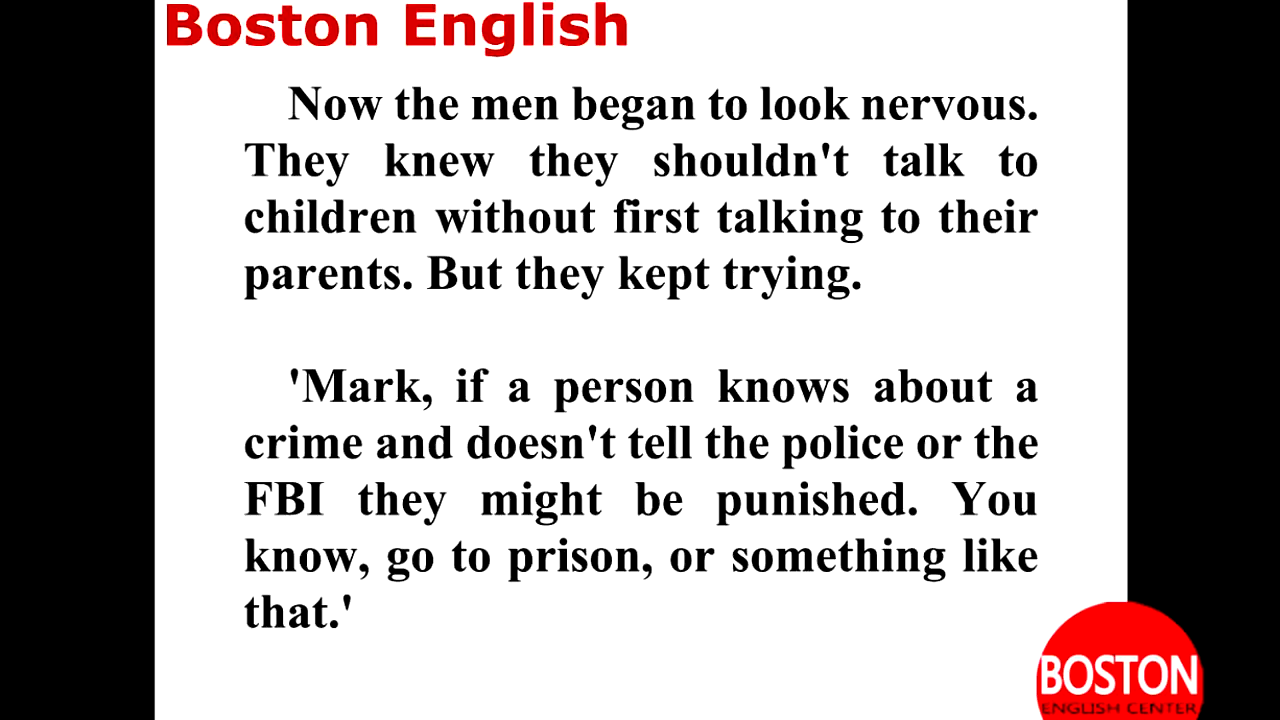 Boston English
Now the men began to look nervous.
They knew they shouldn't talk to
children without first talking to their
parents. But they kept trying.
'Mark, if a person knows about a
crime and doesn't tell the police or the
FBI they might be punished. You
know, go to prison, or something like
that.'
BOSTON
ENGLISH CENTER